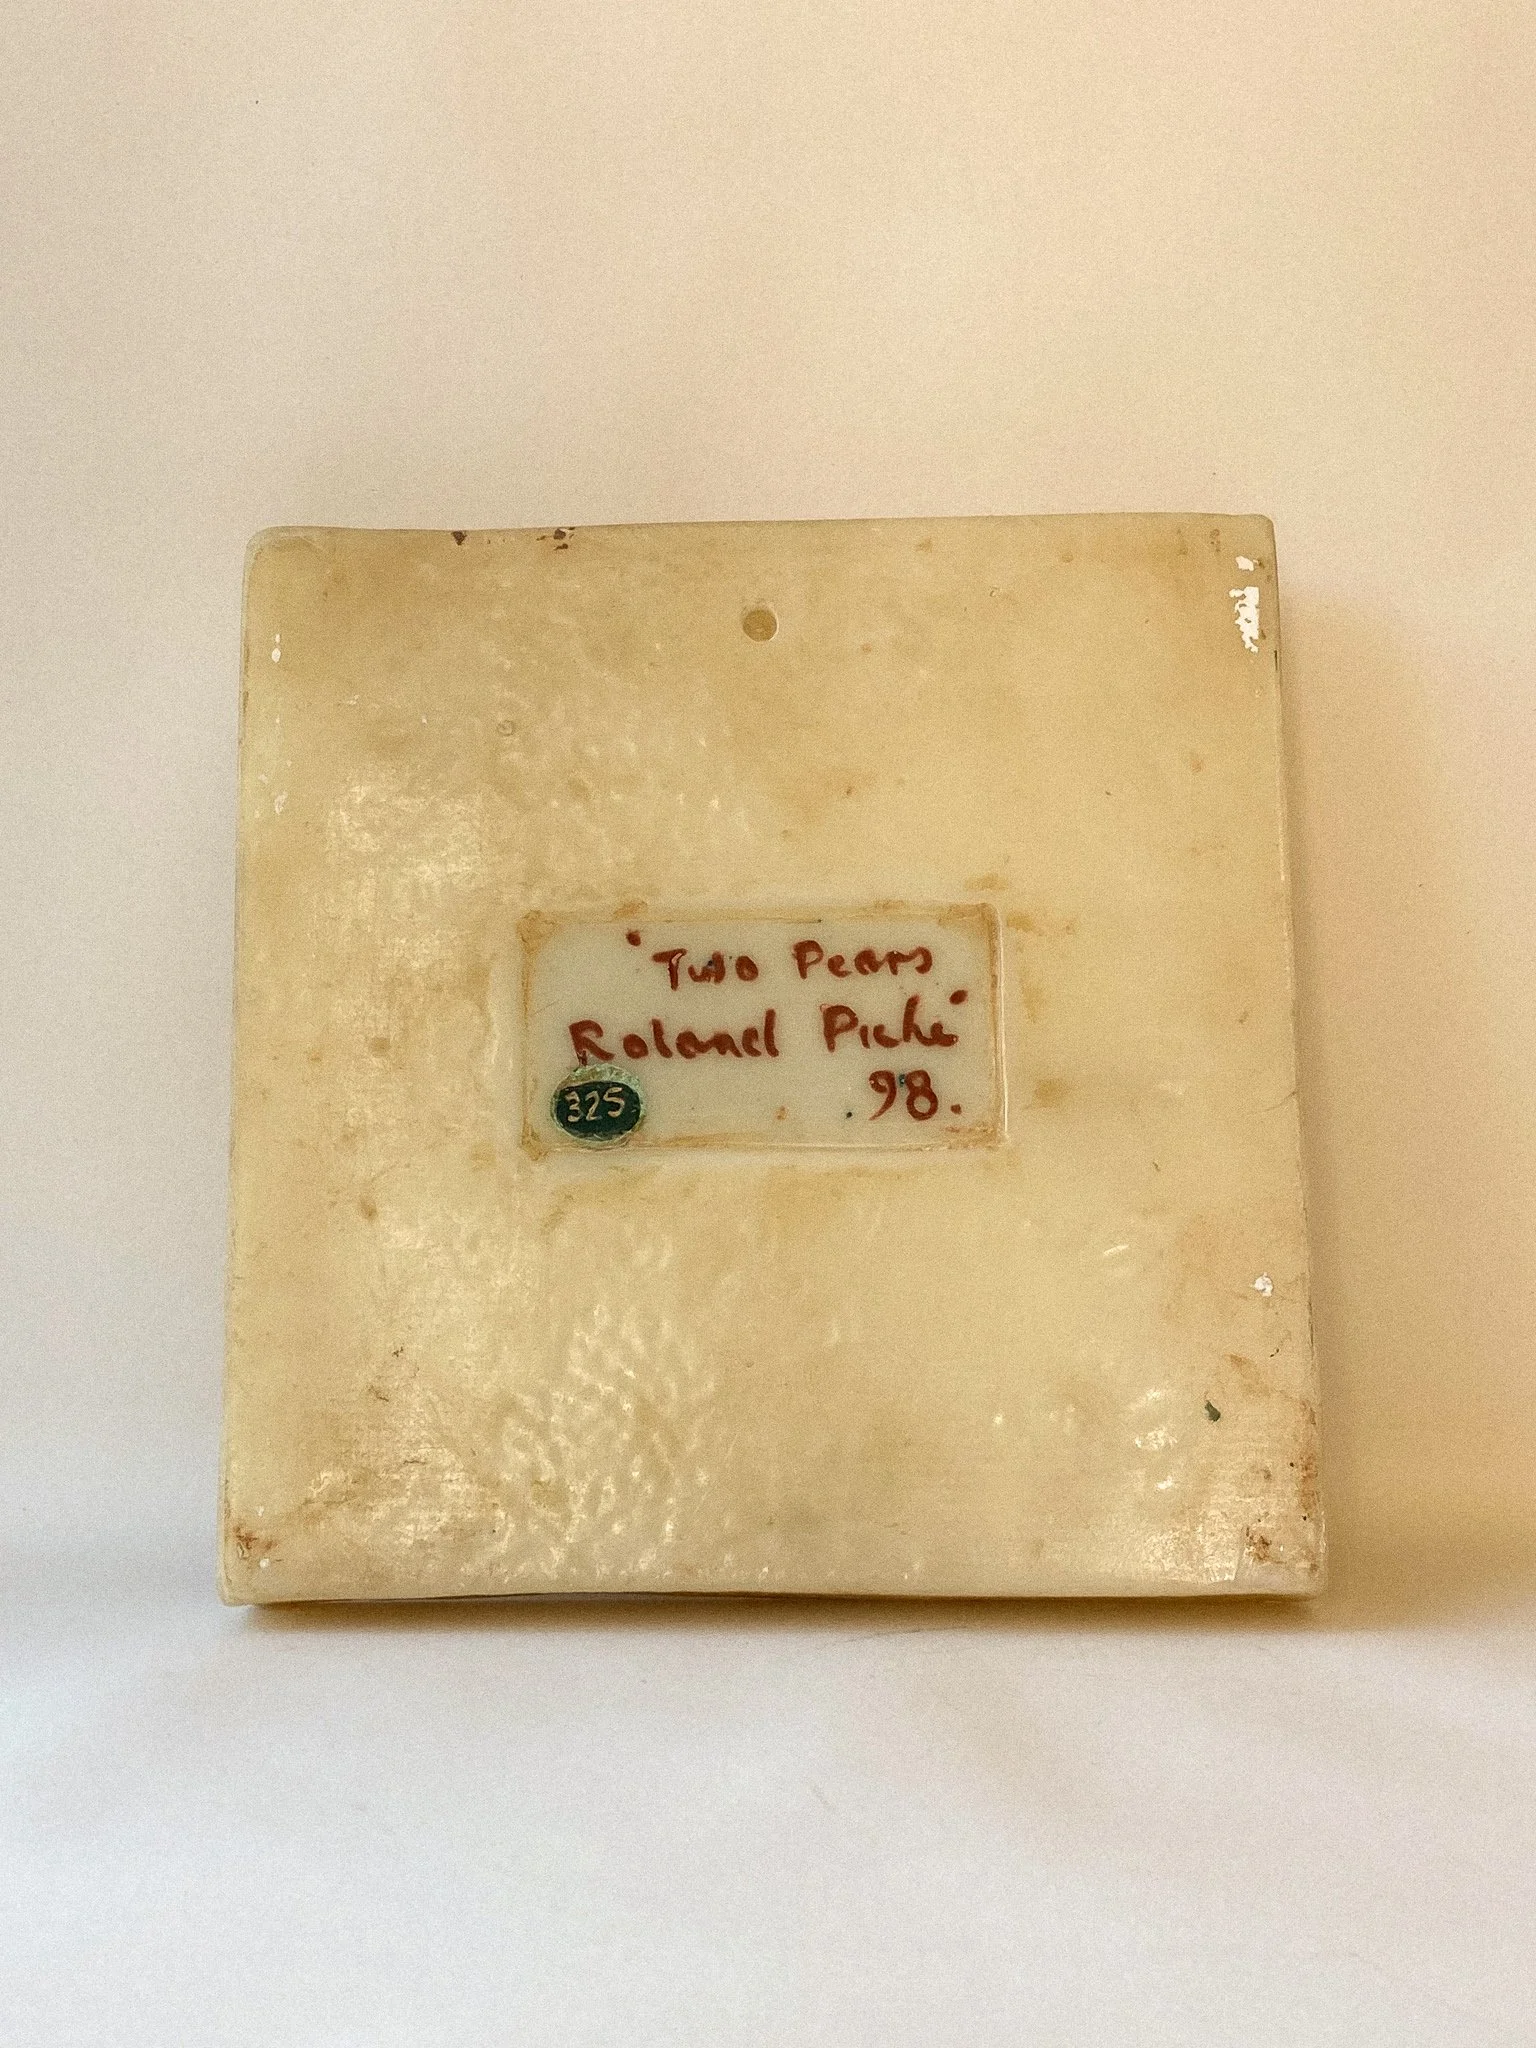 'Two Pears
Roland Piché'
325
98.